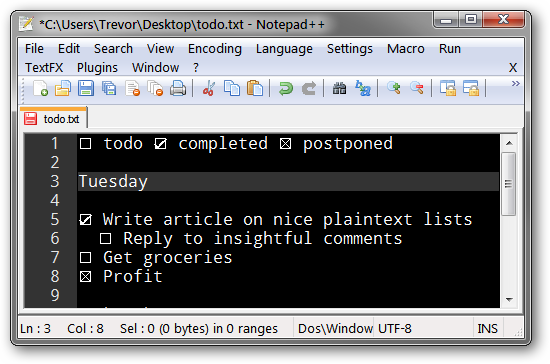 *C:\Users\Trevor\Desktop\todo.txt - Notepad++
File Edit Search View Encoding Language Settings Macro Run
TextFX Plugins Window ? X
todo.txt
1 ☐ todo ☑ completed ☒ postponed
2
3 Tuesday
4
5 ☑ Write article on nice plaintext lists
6 ☐ Reply to insightful comments
7 ☐ Get groceries
8 ☒ Profit
9
Ln : 3 Col : 8 Sel : 0 (0 bytes) in 0 ranges Dos\Window UTF-8 INS